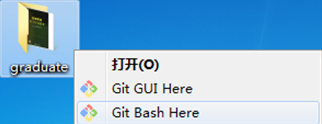 graduate
打开(O)
Git GUI Here
Git Bash Here